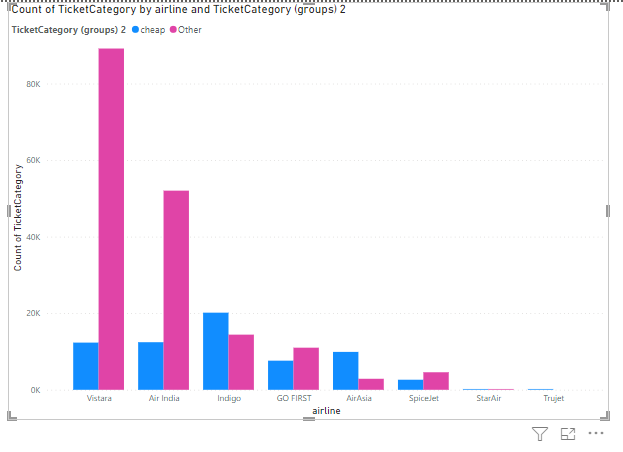 Count of TicketCategory by airline and TicketCategory (groups) 2
TicketCategory (groups) 2 cheap Other
80K
60K
40K
20K
0K
Count of TicketCategory
Vistara Air India Indigo GO FIRST AirAsia SpiceJet StarAir Trujet
airline